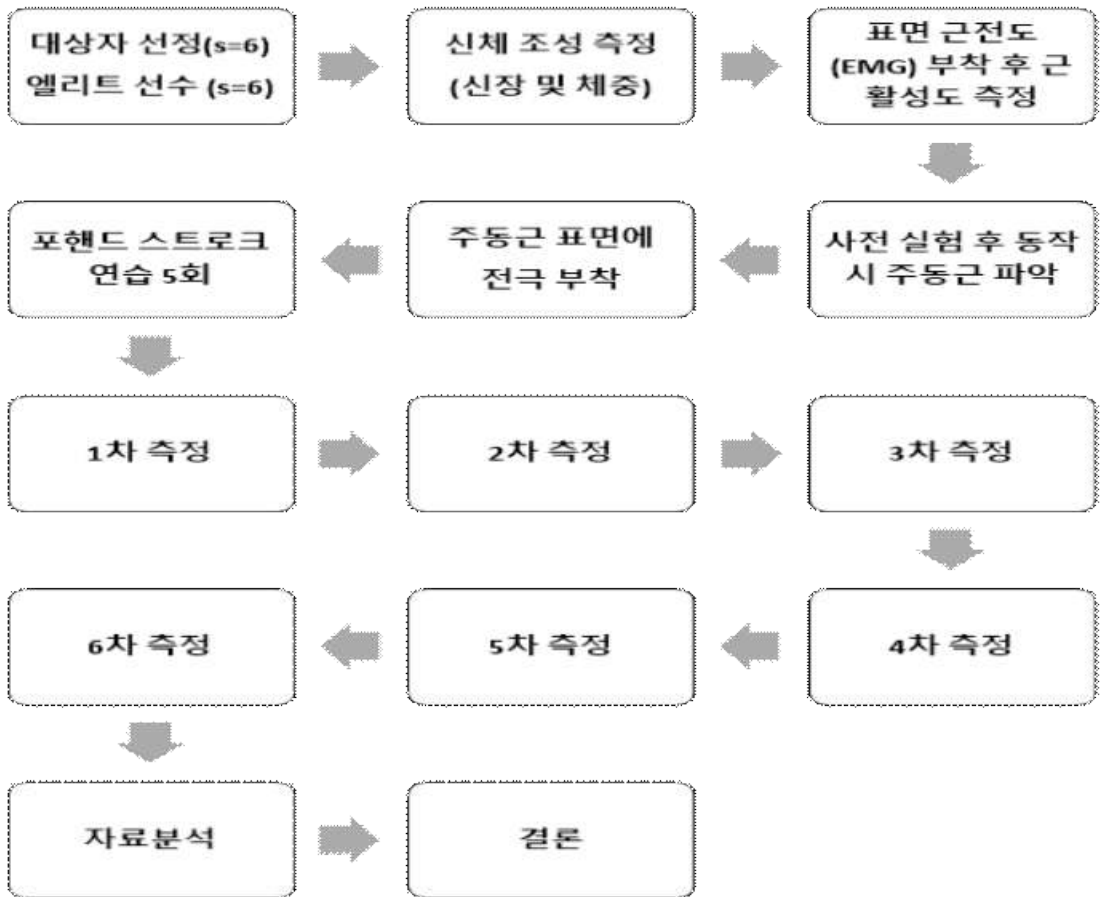 대상자 선정(s=6)
엘리트 선수 (s=6)
신체 조성 측정
(신장 및 체중)
표면 근전도
(EMG) 부착 후 근
활성도 측정
사전 실험 후 동작
시 주동근 파악
주동근 표면에
전극 부착
포핸드 스트로크
연습 5회
1차 측정
2차 측정
3차 측정
4차 측정
5차 측정
6차 측정
자료분석
결론